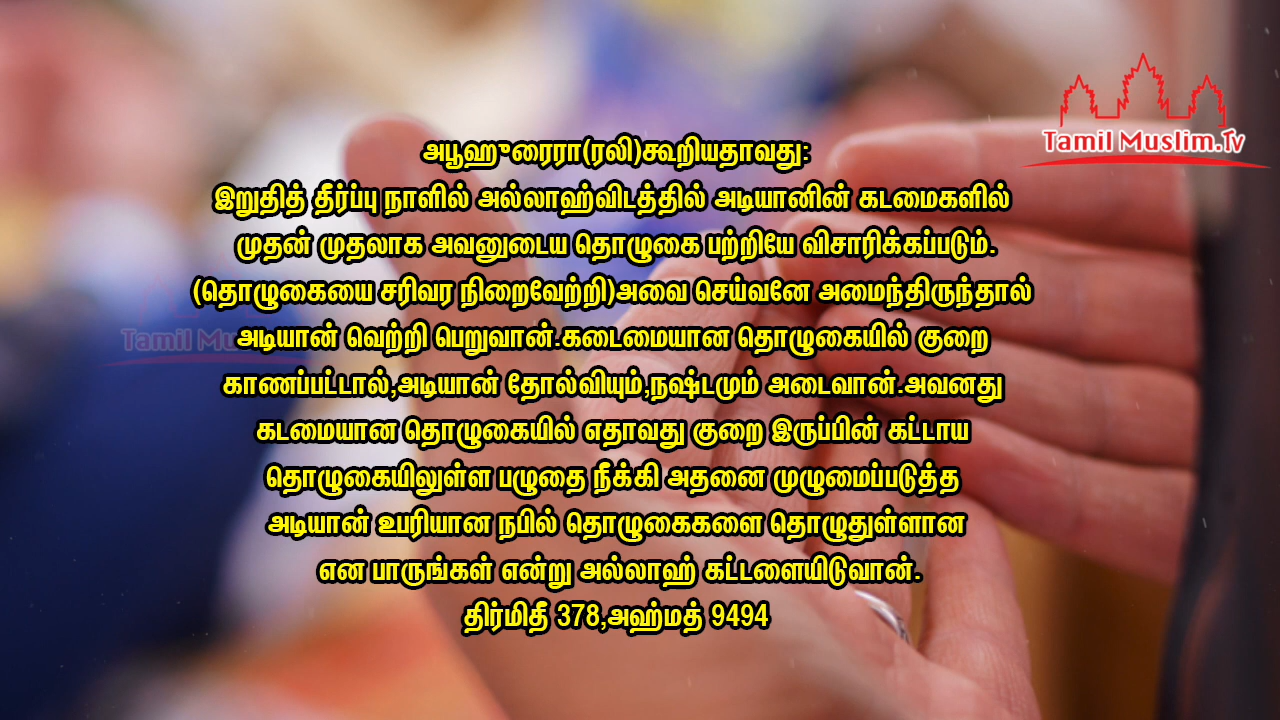 Tamil Muslim.Tv
அபூஹுரைரா(ரலி)கூறியதாவது:
இறுதித் தீர்ப்பு நாளில் அல்லாஹ்விடத்தில் அடியானின் கடமைகளில்
முதன் முதலாக அவனுடைய தொழுகை பற்றியே விசாரிக்கப்படும்.
(தொழுகையை சரிவர நிறைவேற்றி)அவை செய்வனே அமைந்திருந்தால்
அடியான் வெற்றி பெறுவான்.கடைமையான தொழுகையில் குறை
காணப்பட்டால்,அடியான் தோல்வியும்,நஷ்டமும் அடைவான்.அவனது
கடமையான தொழுகையில் எதாவது குறை இருப்பின் கட்டாய
தொழுகையிலுள்ள பழுதை நீக்கி அதனை முழுமைப்படுத்த
அடியான் உபரியான நபில் தொழுகைகளை தொழுதுள்ளான
என பாருங்கள் என்று அல்லாஹ் கட்டளையிடுவான்.
திர்மிதீ 378,அஹ்மத் 9494
Tamil Mus